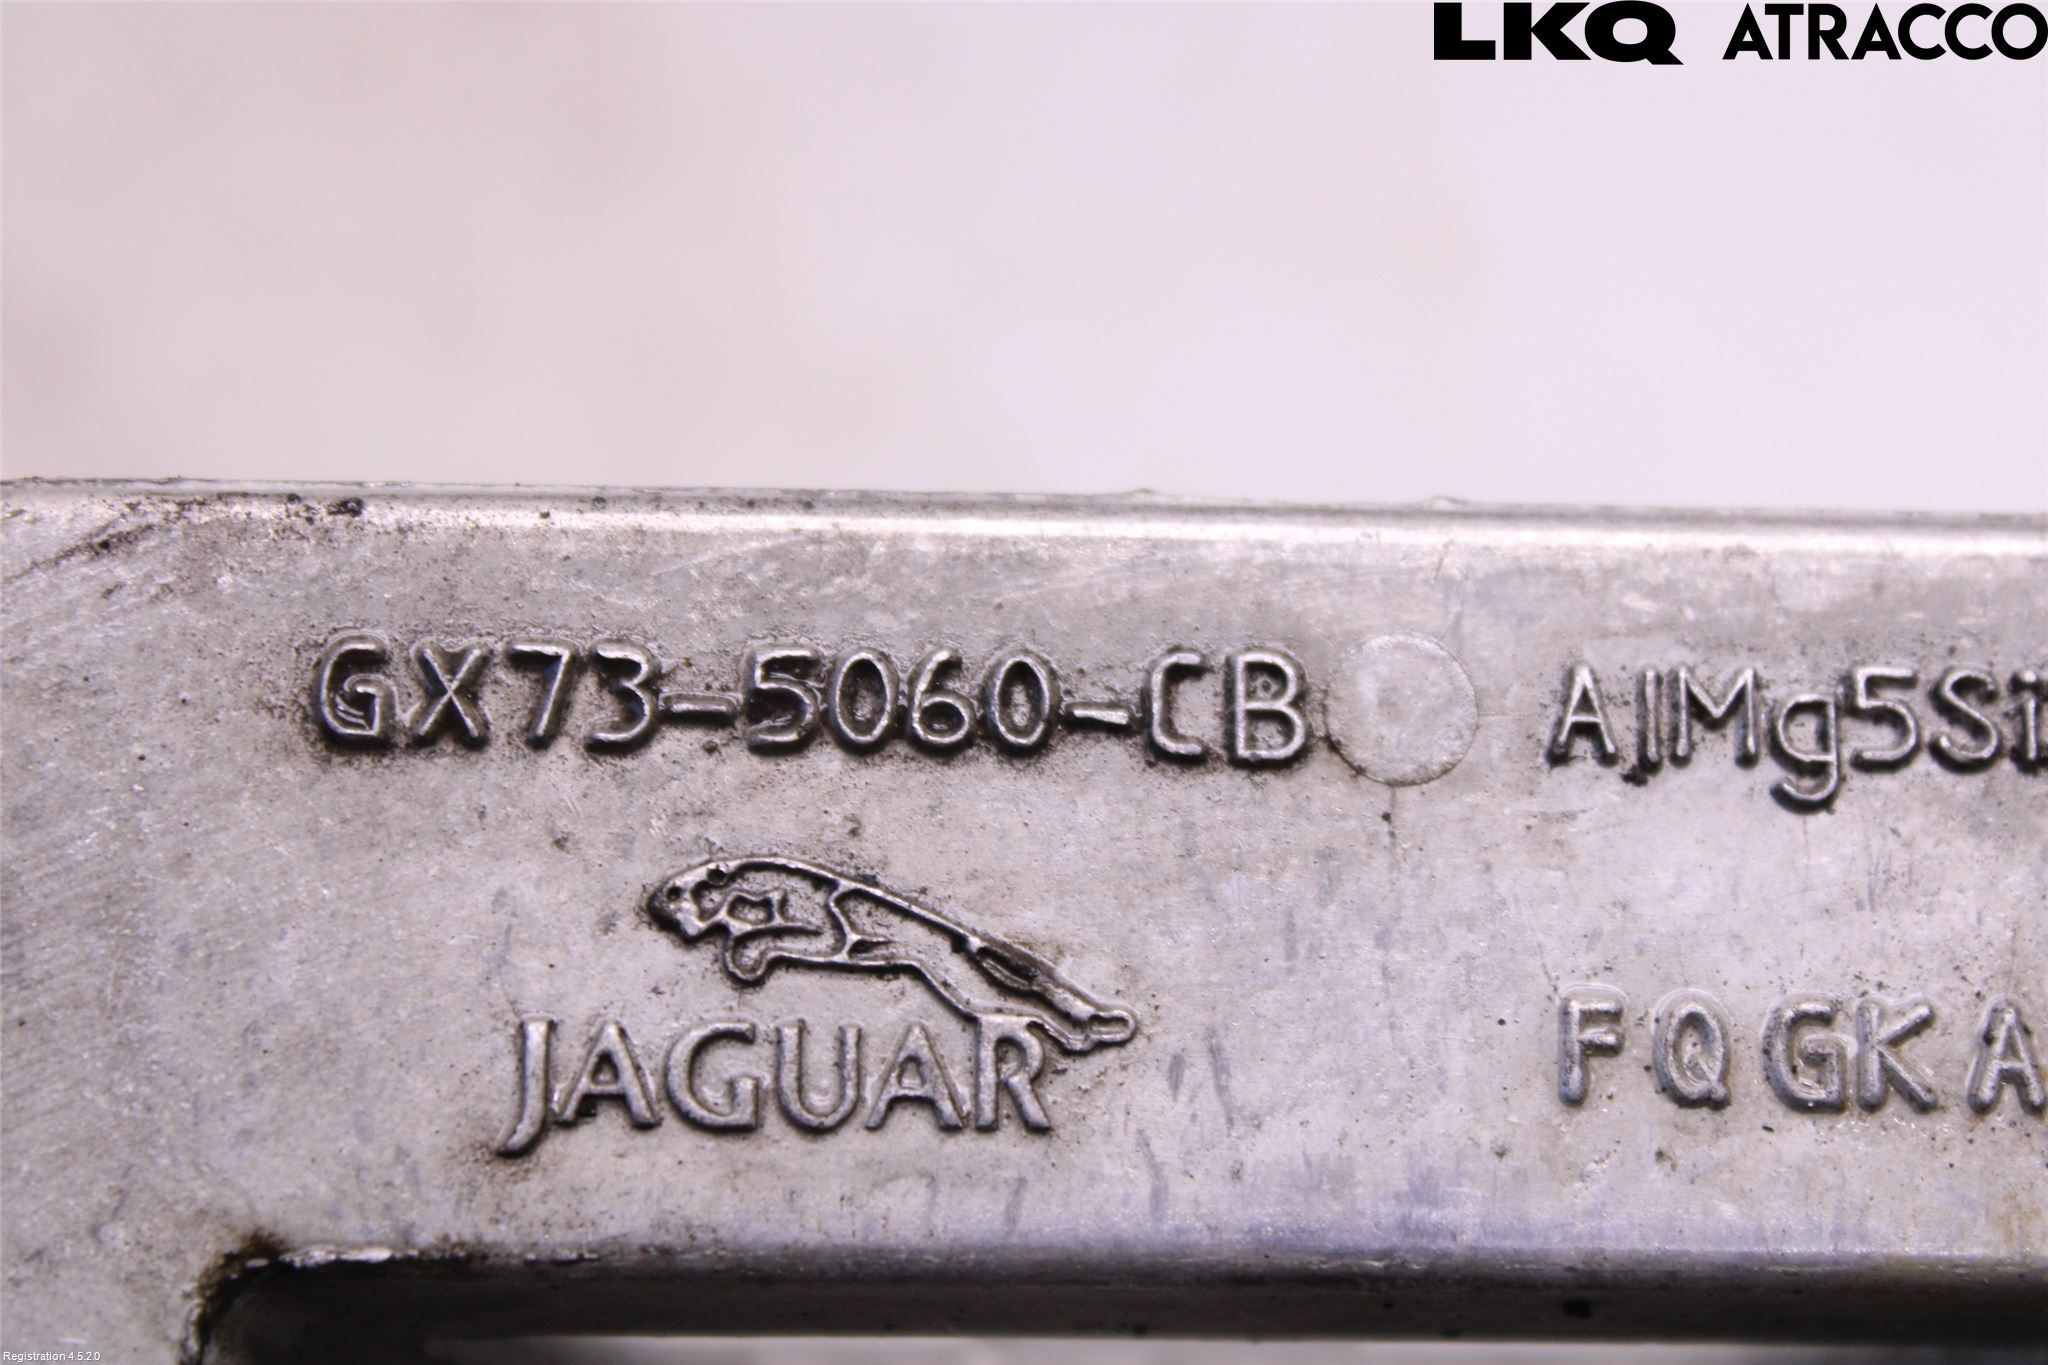 LKQ ATRACCO
GX73-5060-CB AlMg5Si
JAGUAR
FQGKA
Registration 4.5.2.0